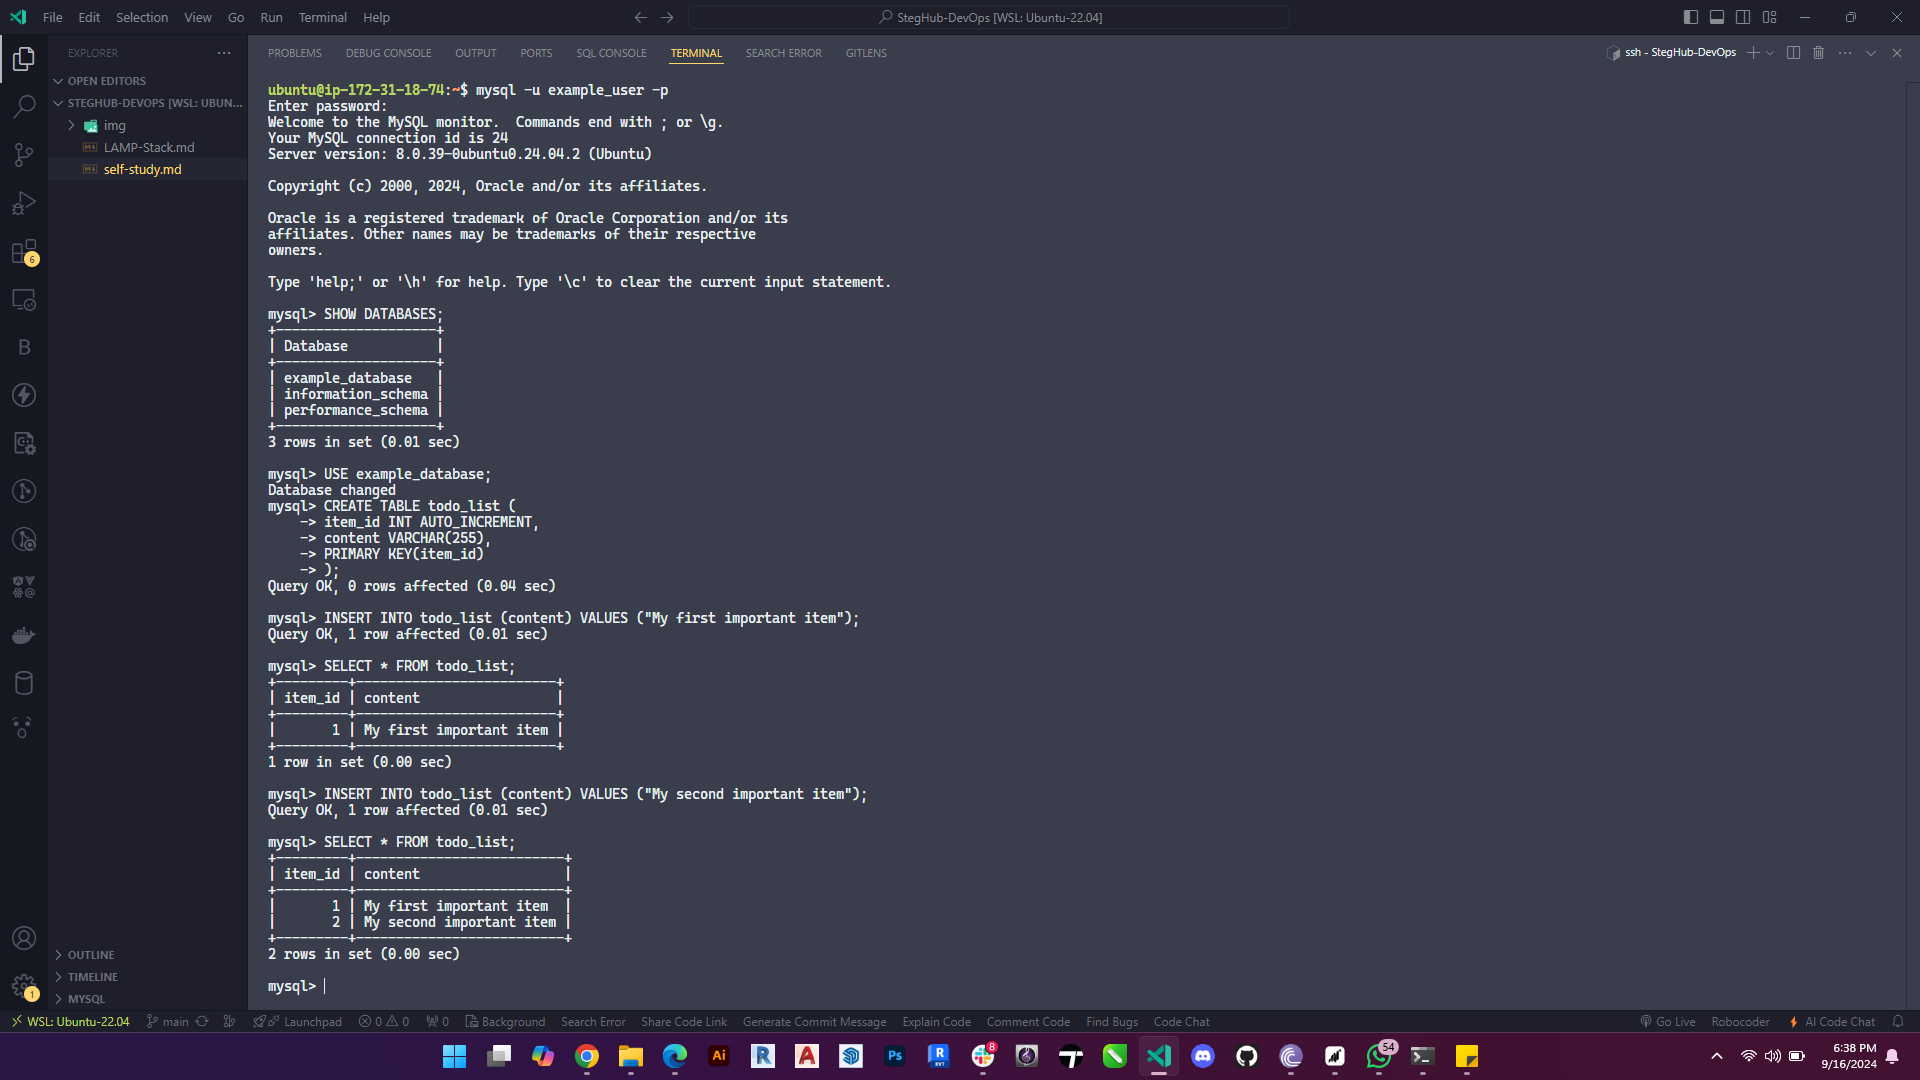 File Edit Selection View Go Run Terminal Help
StegHub-DevOps [WSL: Ubuntu-22.04]
EXPLORER
OPEN EDITORS
STEGHUB-DEVOPS [WSL: UBUN...
img
LAMP-Stack.md
self-study.md
OUTLINE
TIMELINE
MYSQL
6
1
PROBLEMS DEBUG CONSOLE OUTPUT PORTS SQL CONSOLE TERMINAL SEARCH ERROR GITLENS
ssh - StegHub-DevOps
ubuntu@ip-172-31-18-74:~$ mysql -u example_user -p
Enter password:
Welcome to the MySQL monitor.  Commands end with ; or \g.
Your MySQL connection id is 24
Server version: 8.0.39-0ubuntu0.24.04.2 (Ubuntu)
Copyright (c) 2000, 2024, Oracle and/or its affiliates.
Oracle is a registered trademark of Oracle Corporation and/or its
affiliates. Other names may be trademarks of their respective
owners.
Type 'help;' or '\h' for help. Type '\c' to clear the current input statement.
mysql> SHOW DATABASES;
+--------------------+
| Database           |
+--------------------+
| example_database   |
| information_schema |
| performance_schema |
+--------------------+
3 rows in set (0.01 sec)
mysql> USE example_database;
Database changed
mysql> CREATE TABLE todo_list (
    -> item_id INT AUTO_INCREMENT,
    -> content VARCHAR(255),
    -> PRIMARY KEY(item_id)
    -> );
Query OK, 0 rows affected (0.04 sec)
mysql> INSERT INTO todo_list (content) VALUES ("My first important item");
Query OK, 1 row affected (0.01 sec)
mysql> SELECT * FROM todo_list;
+---------+-------------------------+
| item_id | content                 |
+---------+-------------------------+
|       1 | My first important item |
+---------+-------------------------+
1 row in set (0.00 sec)
mysql> INSERT INTO todo_list (content) VALUES ("My second important item");
Query OK, 1 row affected (0.01 sec)
mysql> SELECT * FROM todo_list;
+---------+--------------------------+
| item_id | content                  |
+---------+--------------------------+
|       1 | My first important item  |
|       2 | My second important item |
+---------+--------------------------+
2 rows in set (0.00 sec)
mysql>
WSL: Ubuntu-22.04 main Launchpad 0 0 0 Background Search Error Share Code Link Generate Commit Message Explain Code Comment Code Find Bugs Code Chat Go Live Robocoder AI Code Chat
Ai R A Ps R RVT 8 54
6:38 PM
9/16/2024